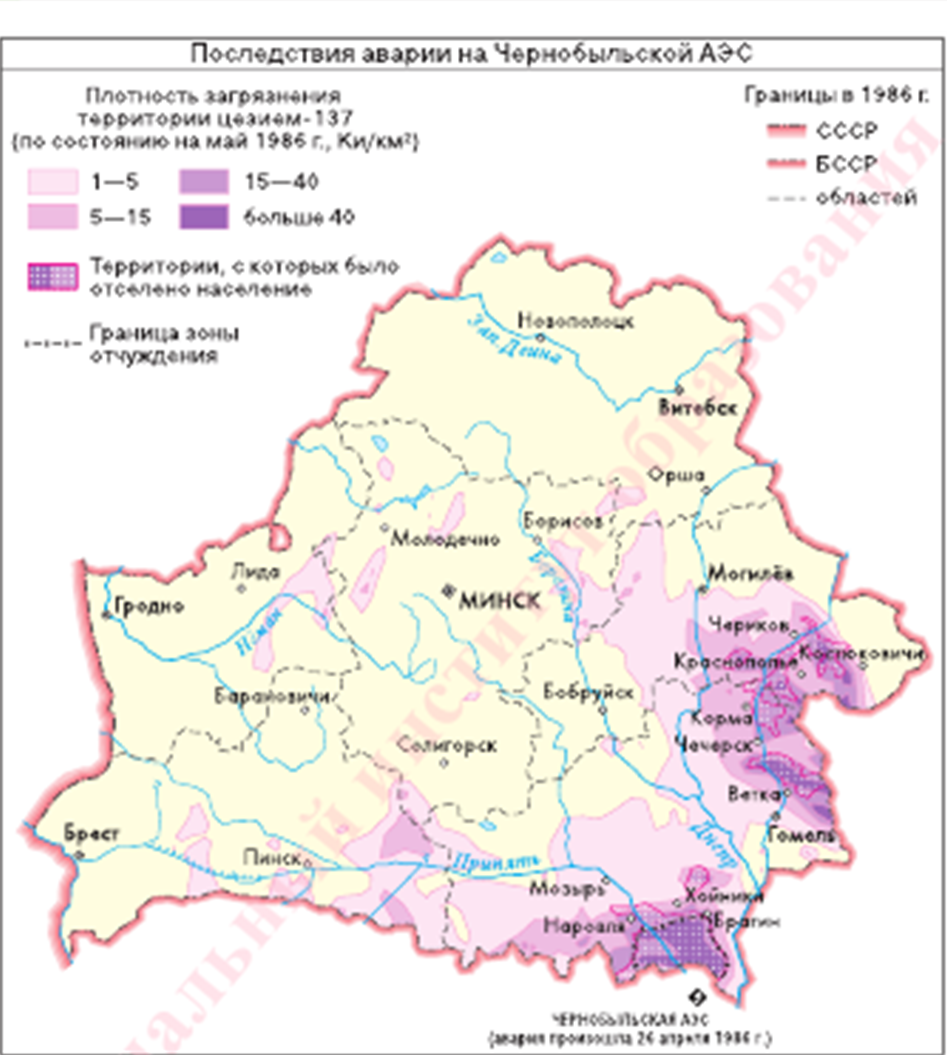 Последствия аварии на Чернобыльской АЭС
Плотность загрязнения
территории цезием-137
(по состоянию на май 1986 г., Ки/км²)
1—5
15—40
5—15
больше 40
Территории, с которых было
отселено население
Граница зоны
отчуждения
Границы в 1986 г.
СССР
БССР
областей
Новополоцк
Зап. Двина
Витебск
Орша
Борисов
Молодечно
Березина
Лида
Могилёв
Гродно
МИНСК
Неман
Чериков
Краснополье
Костюковичи
Барановичи
Бобруйск
Корма
Солигорск
Чечерск
Ветка
Брест
Гомель
Пинск
Припять
Днепр
Мозырь
Хойники
Наровля
Брагин
ЧЕРНОБЫЛЬСКАЯ АЭС
(авария произошла 26 апреля 1986 г.)
образования
институт